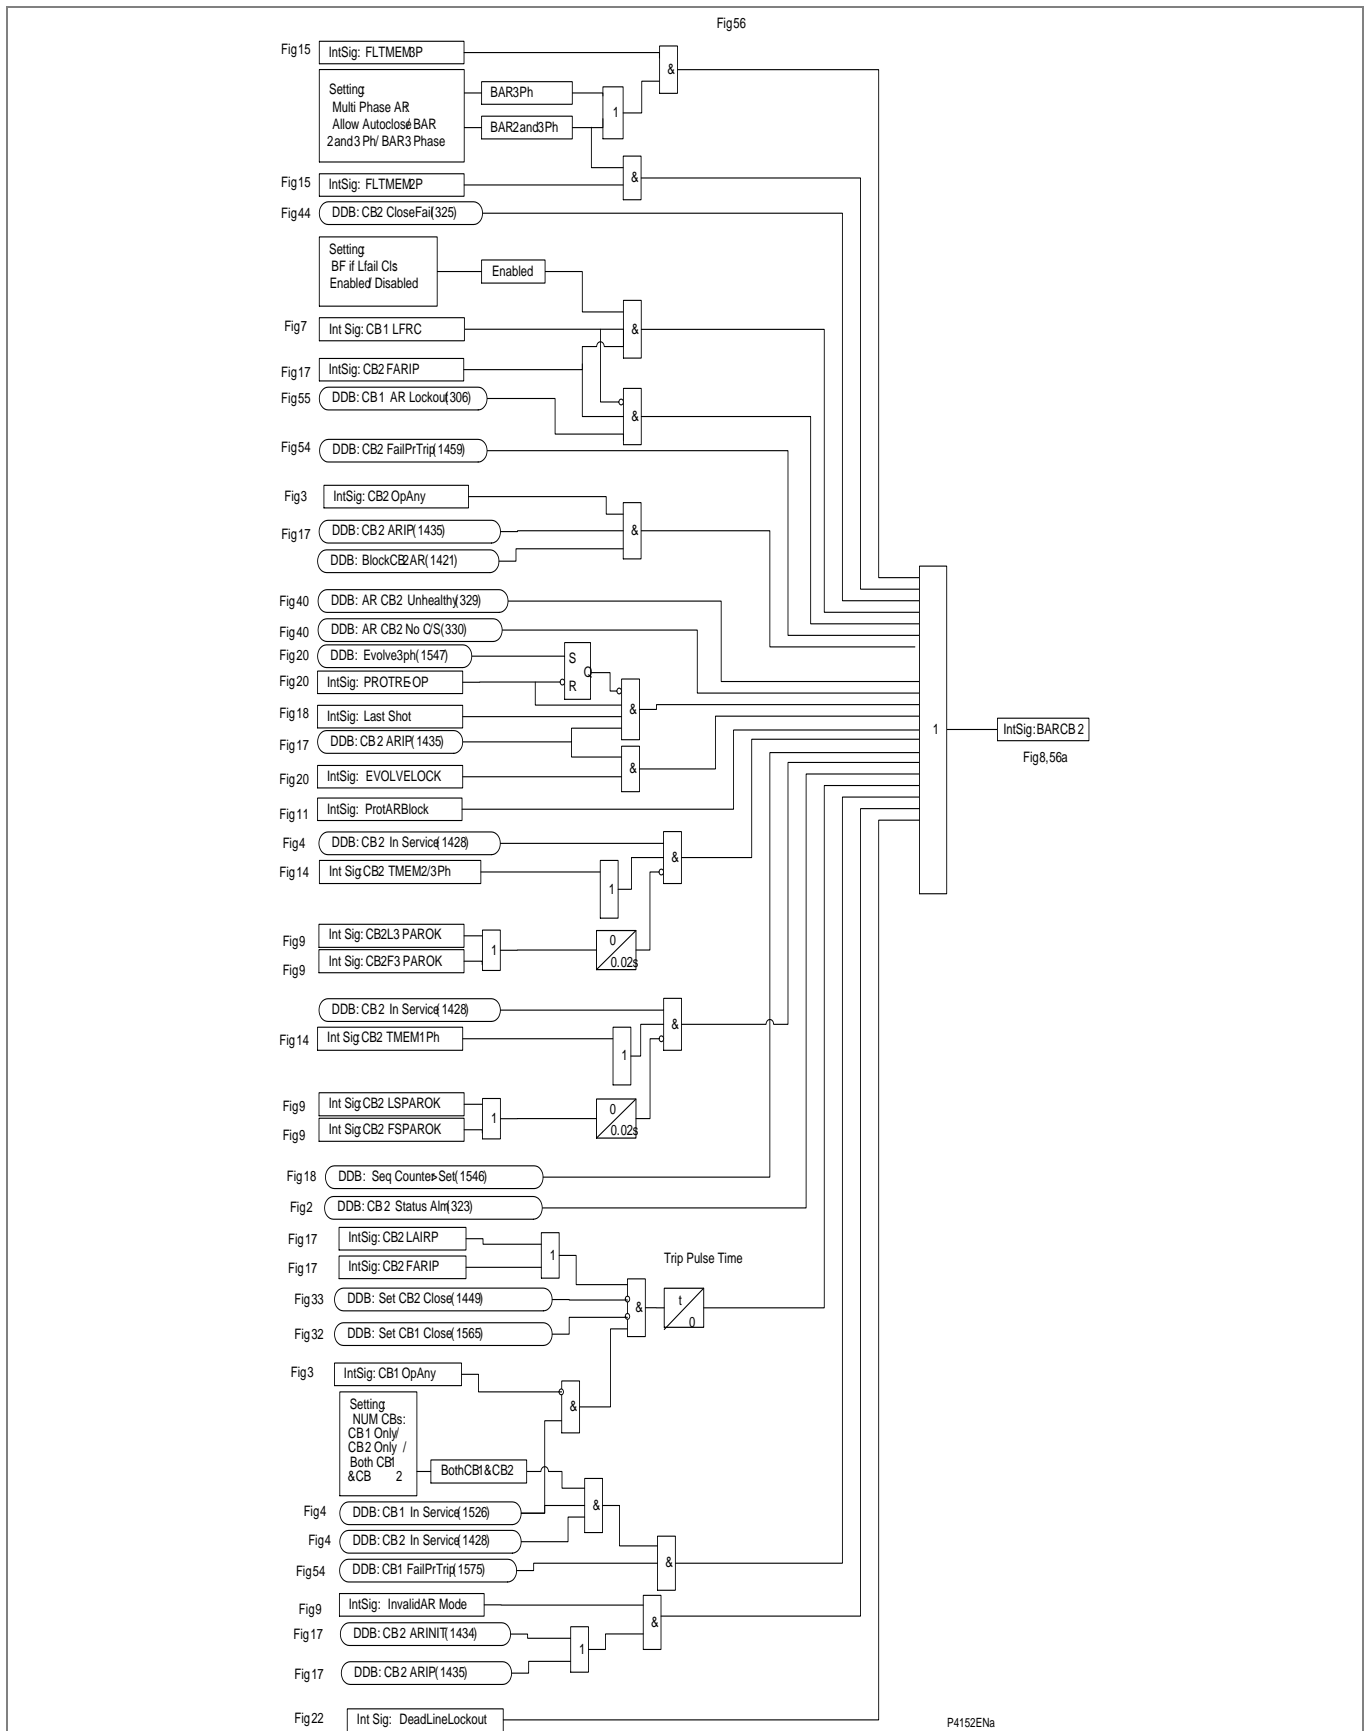 Fig56
Fig15
IntSig: FLTMEM3P
&
Setting:
Multi Phase AR:
Allow Autoclose/ BAR
2and3 Ph/ BAR3 Phase
BAR3Ph
1
BAR2and3Ph
&
Fig15
IntSig: FLTMEM2P
Fig44
DDB: CB2 CloseFail(325)
Setting:
BF if Lfail Cls
Enabled/ Disabled
Enabled
&
Fig7
Int Sig: CB1 LFRC
Fig17
IntSig: CB2 FARIP
Fig55
DDB: CB1 AR Lockout(306)
&
Fig54
DDB: CB2 FailPrTrip(1459)
Fig3
IntSig: CB2 OpAny
Fig17
DDB: CB2 ARIP(1435)
&
DDB: BlockCB2AR(1421)
Fig40
DDB: AR CB2 Unhealthy(329)
Fig40
DDB: AR CB2 No C/S(330)
Fig20
DDB: Evolve3ph(1547)
S
Q
R
Fig20
IntSig: PROTRE-OP
Fig18
IntSig: Last Shot
&
Fig17
DDB: CB2 ARIP(1435)
&
Fig20
IntSig: EVOLVELOCK
Fig11
IntSig: ProtARBlock
1
IntSig: BARCB 2
Fig8,56a
Fig4
DDB: CB2 In Service(1428)
&
Fig14
Int Sig:CB2 TMEM2/3Ph
1
Fig9
Int Sig: CB2L3 PAROK
1
0
0.02s
Fig9
Int Sig: CB2F3 PAROK
DDB: CB2 In Service(1428)
&
Fig14
Int Sig:CB2 TMEM1Ph
1
Fig9
Int Sig:CB2 LSPAROK
1
0
0.02s
Fig9
Int Sig:CB2 FSPAROK
Fig18
DDB: Seq Counter>Set(1546)
Fig2
DDB: CB2 Status Alm(323)
Fig17
IntSig: CB2 LAIRP
1
Trip Pulse Time
Fig17
IntSig: CB2 FARIP
Fig33
DDB: Set CB2 Close(1449)
&
t
0
Fig32
DDB: Set CB1 Close(1565)
Fig3
IntSig: CB1 OpAny
&
Setting:
NUM CBs:
CB1 Only/
CB2 Only /
Both CB1
&CB 2
BothCB1&CB2
&
Fig4
DDB: CB1 In Service(1526)
Fig4
DDB: CB2 In Service(1428)
Fig54
DDB: CB1 FailPrTrip(1575)
&
Fig9
IntSig: InvalidAR Mode
&
Fig17
DDB: CB2 ARINIT(1434)
1
Fig17
DDB: CB2 ARIP(1435)
Fig22
Int Sig: DeadLineLockout
P4152ENa